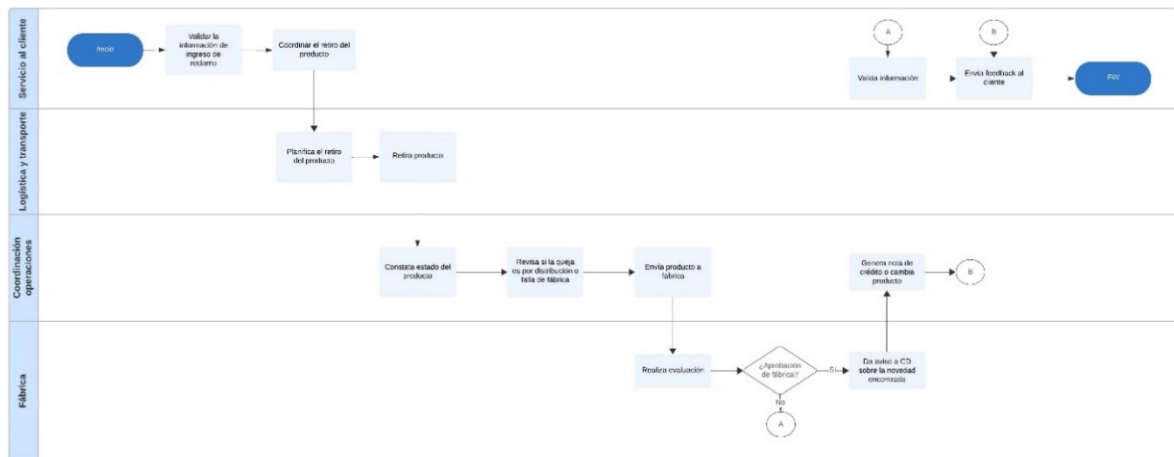 Servicio al cliente
Inicio
Validar la
información de
ingreso de
reclamo
Coordinar el retiro del
producto
A
Valida información
B
Envío feedback al
cliente
FIN
Logística y transporte
Planifica el retiro
del producto
Retira producto
Coordinación
operaciones
Constata estado del
producto
Revisa si la queja
es por distribución o
falla de fábrica
Envía producto a
fábrica
Genera nota de
crédito o cambia
producto
B
Fábrica
Realiza evaluación
¿Aprobación
de fábrica?
Si
No
A
Da aviso a CD
sobre la novedad
encontrada